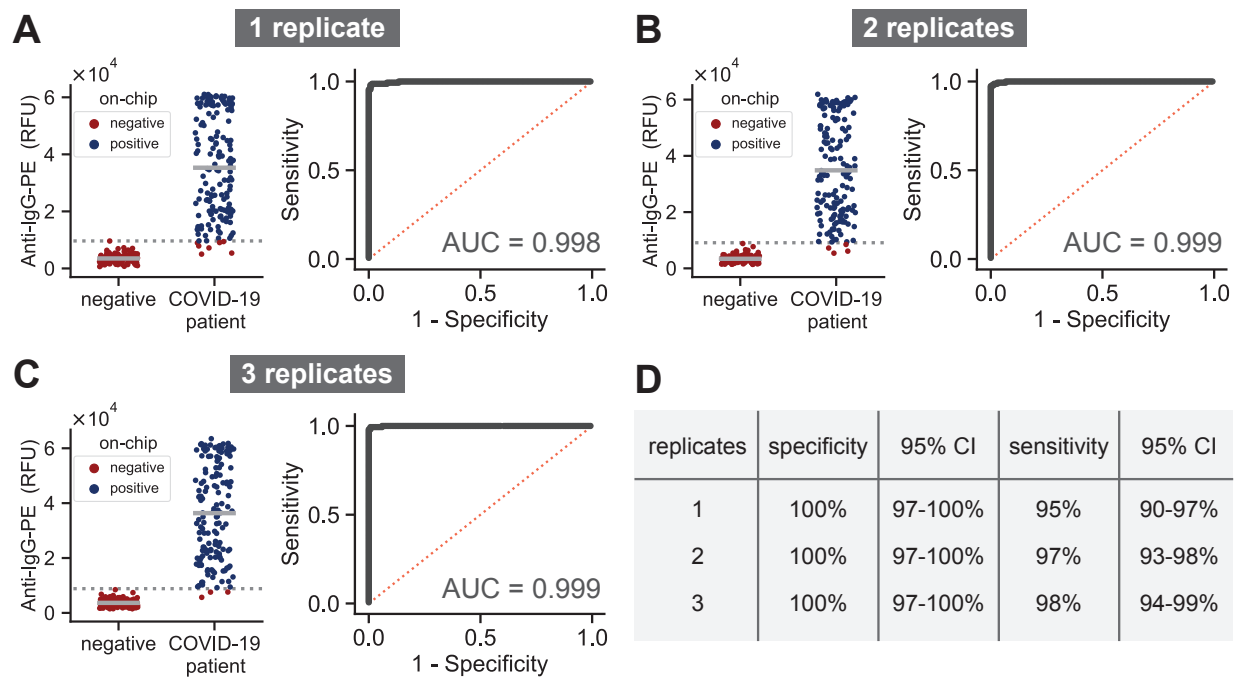 A
1 replicate
×10⁴
Anti-IgG-PE (RFU)
6
4
2
0
on-chip
negative
positive
negative
COVID-19
patient
Sensitivity
1.0
0.5
0.0
AUC = 0.998
0.0
0.5
1.0
1 - Specificity
B
2 replicates
×10⁴
Anti-IgG-PE (RFU)
6
4
2
0
on-chip
negative
positive
negative
COVID-19
patient
Sensitivity
1.0
0.5
0.0
AUC = 0.999
0.0
0.5
1.0
1 - Specificity
C
3 replicates
×10⁴
Anti-IgG-PE (RFU)
6
4
2
0
on-chip
negative
positive
negative
COVID-19
patient
Sensitivity
1.0
0.5
0.0
AUC = 0.999
0.0
0.5
1.0
1 - Specificity
D
replicates specificity 95% CI sensitivity 95% CI
1 100% 97-100% 95% 90-97%
2 100% 97-100% 97% 93-98%
3 100% 97-100% 98% 94-99%